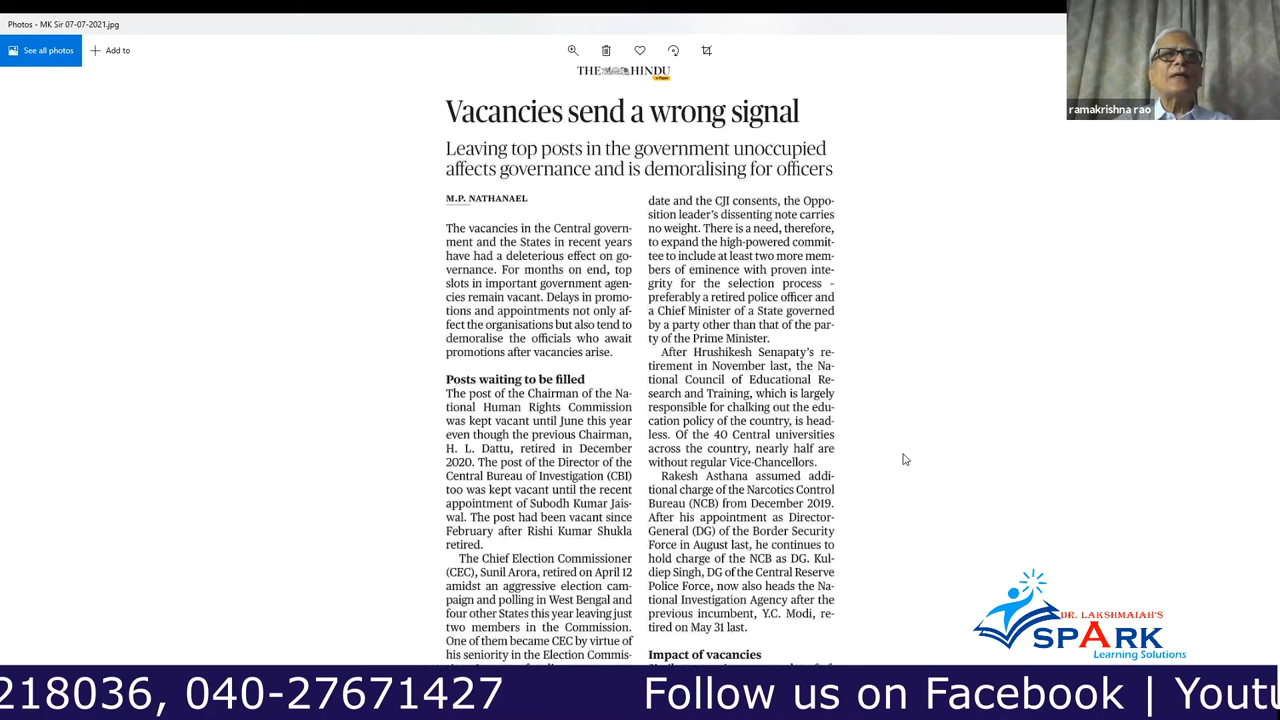 Photos - MK Sir 07-07-2021.jpg
See all photos
Add to
ramakrishna rao
THE HINDU
Vacancies send a wrong signal
Leaving top posts in the government unoccupied
affects governance and is demoralising for officers
M.P. NATHANAEL
The vacancies in the Central govern-
ment and the States in recent years
have had a deleterious effect on go-
vernance. For months on end, top
slots in important government agen-
cies remain vacant. Delays in promo-
tions and appointments not only af-
fect the organisations but also tend to
demoralise the officials who await
promotions after vacancies arise.
Posts waiting to be filled
The post of the Chairman of the Na-
tional Human Rights Commission
was kept vacant until June this year
even though the previous Chairman,
H. L. Dattu, retired in December
2020. The post of the Director of the
Central Bureau of Investigation (CBI)
too was kept vacant until the recent
appointment of Subodh Kumar Jais-
wal. The post had been vacant since
February after Rishi Kumar Shukla
retired.
The Chief Election Commissioner
(CEC), Sunil Arora, retired on April 12
amidst an aggressive election cam-
paign and polling in West Bengal and
four other States this year leaving just
two members in the Commission.
One of them became CEC by virtue of
his seniority in the Election Commis-
date and the CJI consents, the Oppo-
sition leader's dissenting note carries
no weight. There is a need, therefore,
to expand the high-powered commit-
tee to include at least two more mem-
bers of eminence with proven inte-
grity for the selection process –
preferably a retired police officer and
a Chief Minister of a State governed
by a party other than that of the par-
ty of the Prime Minister.
After Hrushikesh Senapaty's re-
tirement in November last, the Na-
tional Council of Educational Re-
search and Training, which is largely
responsible for chalking out the edu-
cation policy of the country, is head-
less. Of the 40 Central universities
across the country, nearly half are
without regular Vice-Chancellors.
Rakesh Asthana assumed addi-
tional charge of the Narcotics Control
Bureau (NCB) from December 2019.
After his appointment as Director-
General (DG) of the Border Security
Force in August last, he continues to
hold charge of the NCB as DG. Kul-
diep Singh, DG of the Central Reserve
Police Force, now also heads the Na-
tional Investigation Agency after the
previous incumbent, Y.C. Modi, re-
tired on May 31 last.
Impact of vacancies
DR. LAKSHMAIAH'S
SPARK
Learning Solutions
218036, 040-27671427 Follow us on Facebook | Youtu